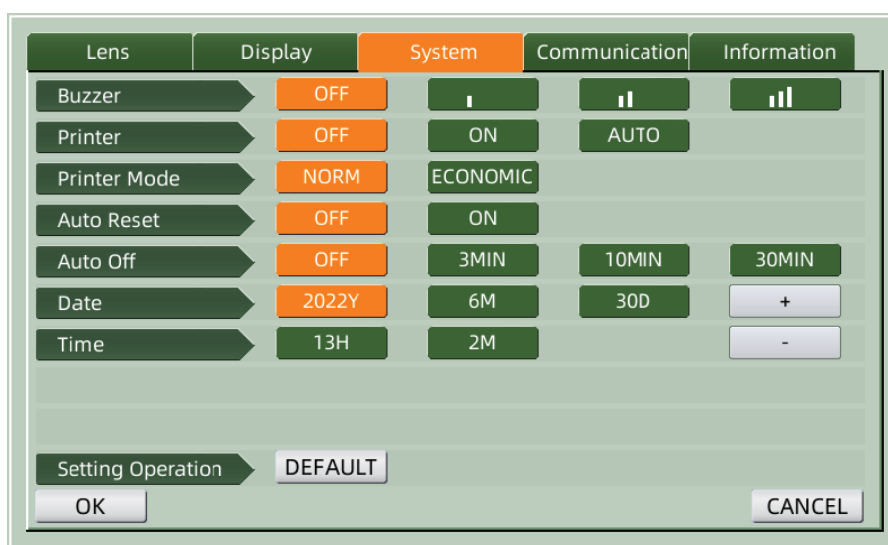 Lens Display System Communication Information
Buzzer OFF
Printer OFF ON AUTO
Printer Mode NORM ECONOMIC
Auto Reset OFF ON
Auto Off OFF 3MIN 10MIN 30MIN
Date 2022Y 6M 30D +
Time 13H 2M -
Setting Operation DEFAULT
OK CANCEL